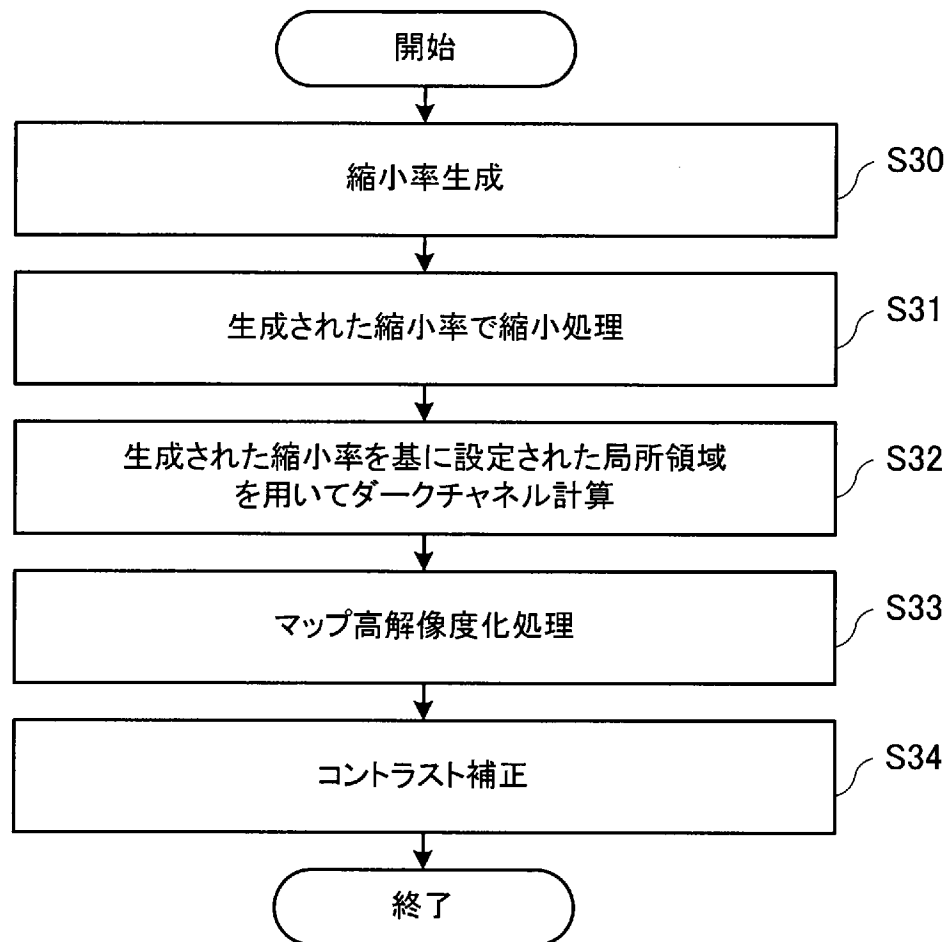 開始
縮小率生成
S30
生成された縮小率で縮小処理
S31
生成された縮小率を基に設定された局所領域
を用いてダークチャネル計算
S32
マップ高解像度化処理
S33
コントラスト補正
S34
終了